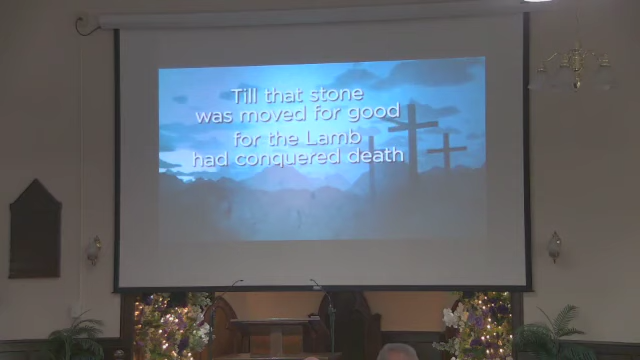 Till that stone
was moved for good
for the Lamb
had conquered death